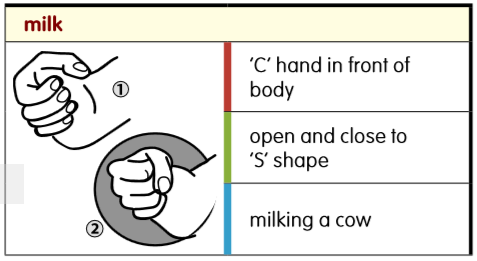 milk
①
②
‘C’ hand in front of
body
open and close to
‘S’ shape
milking a cow